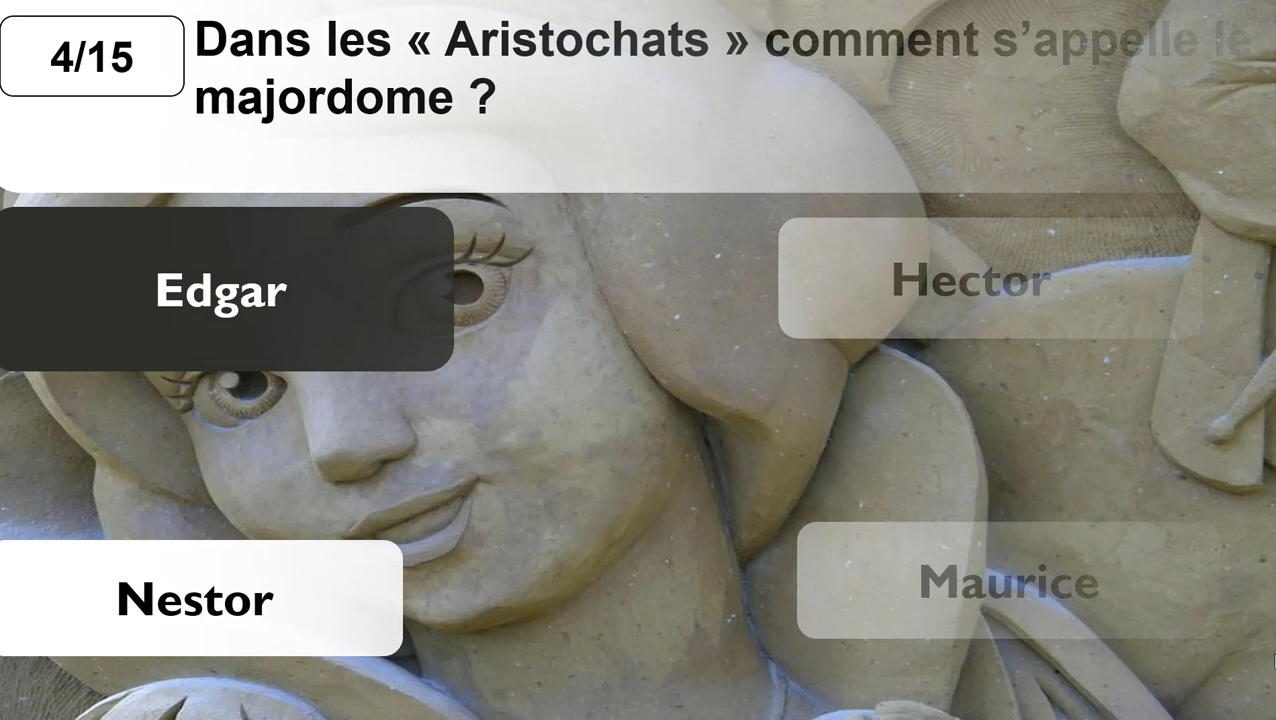 4/15
Dans les « Aristochats » comment s’appelle le
majordome ?
Edgar
Hector
Nestor
Maurice